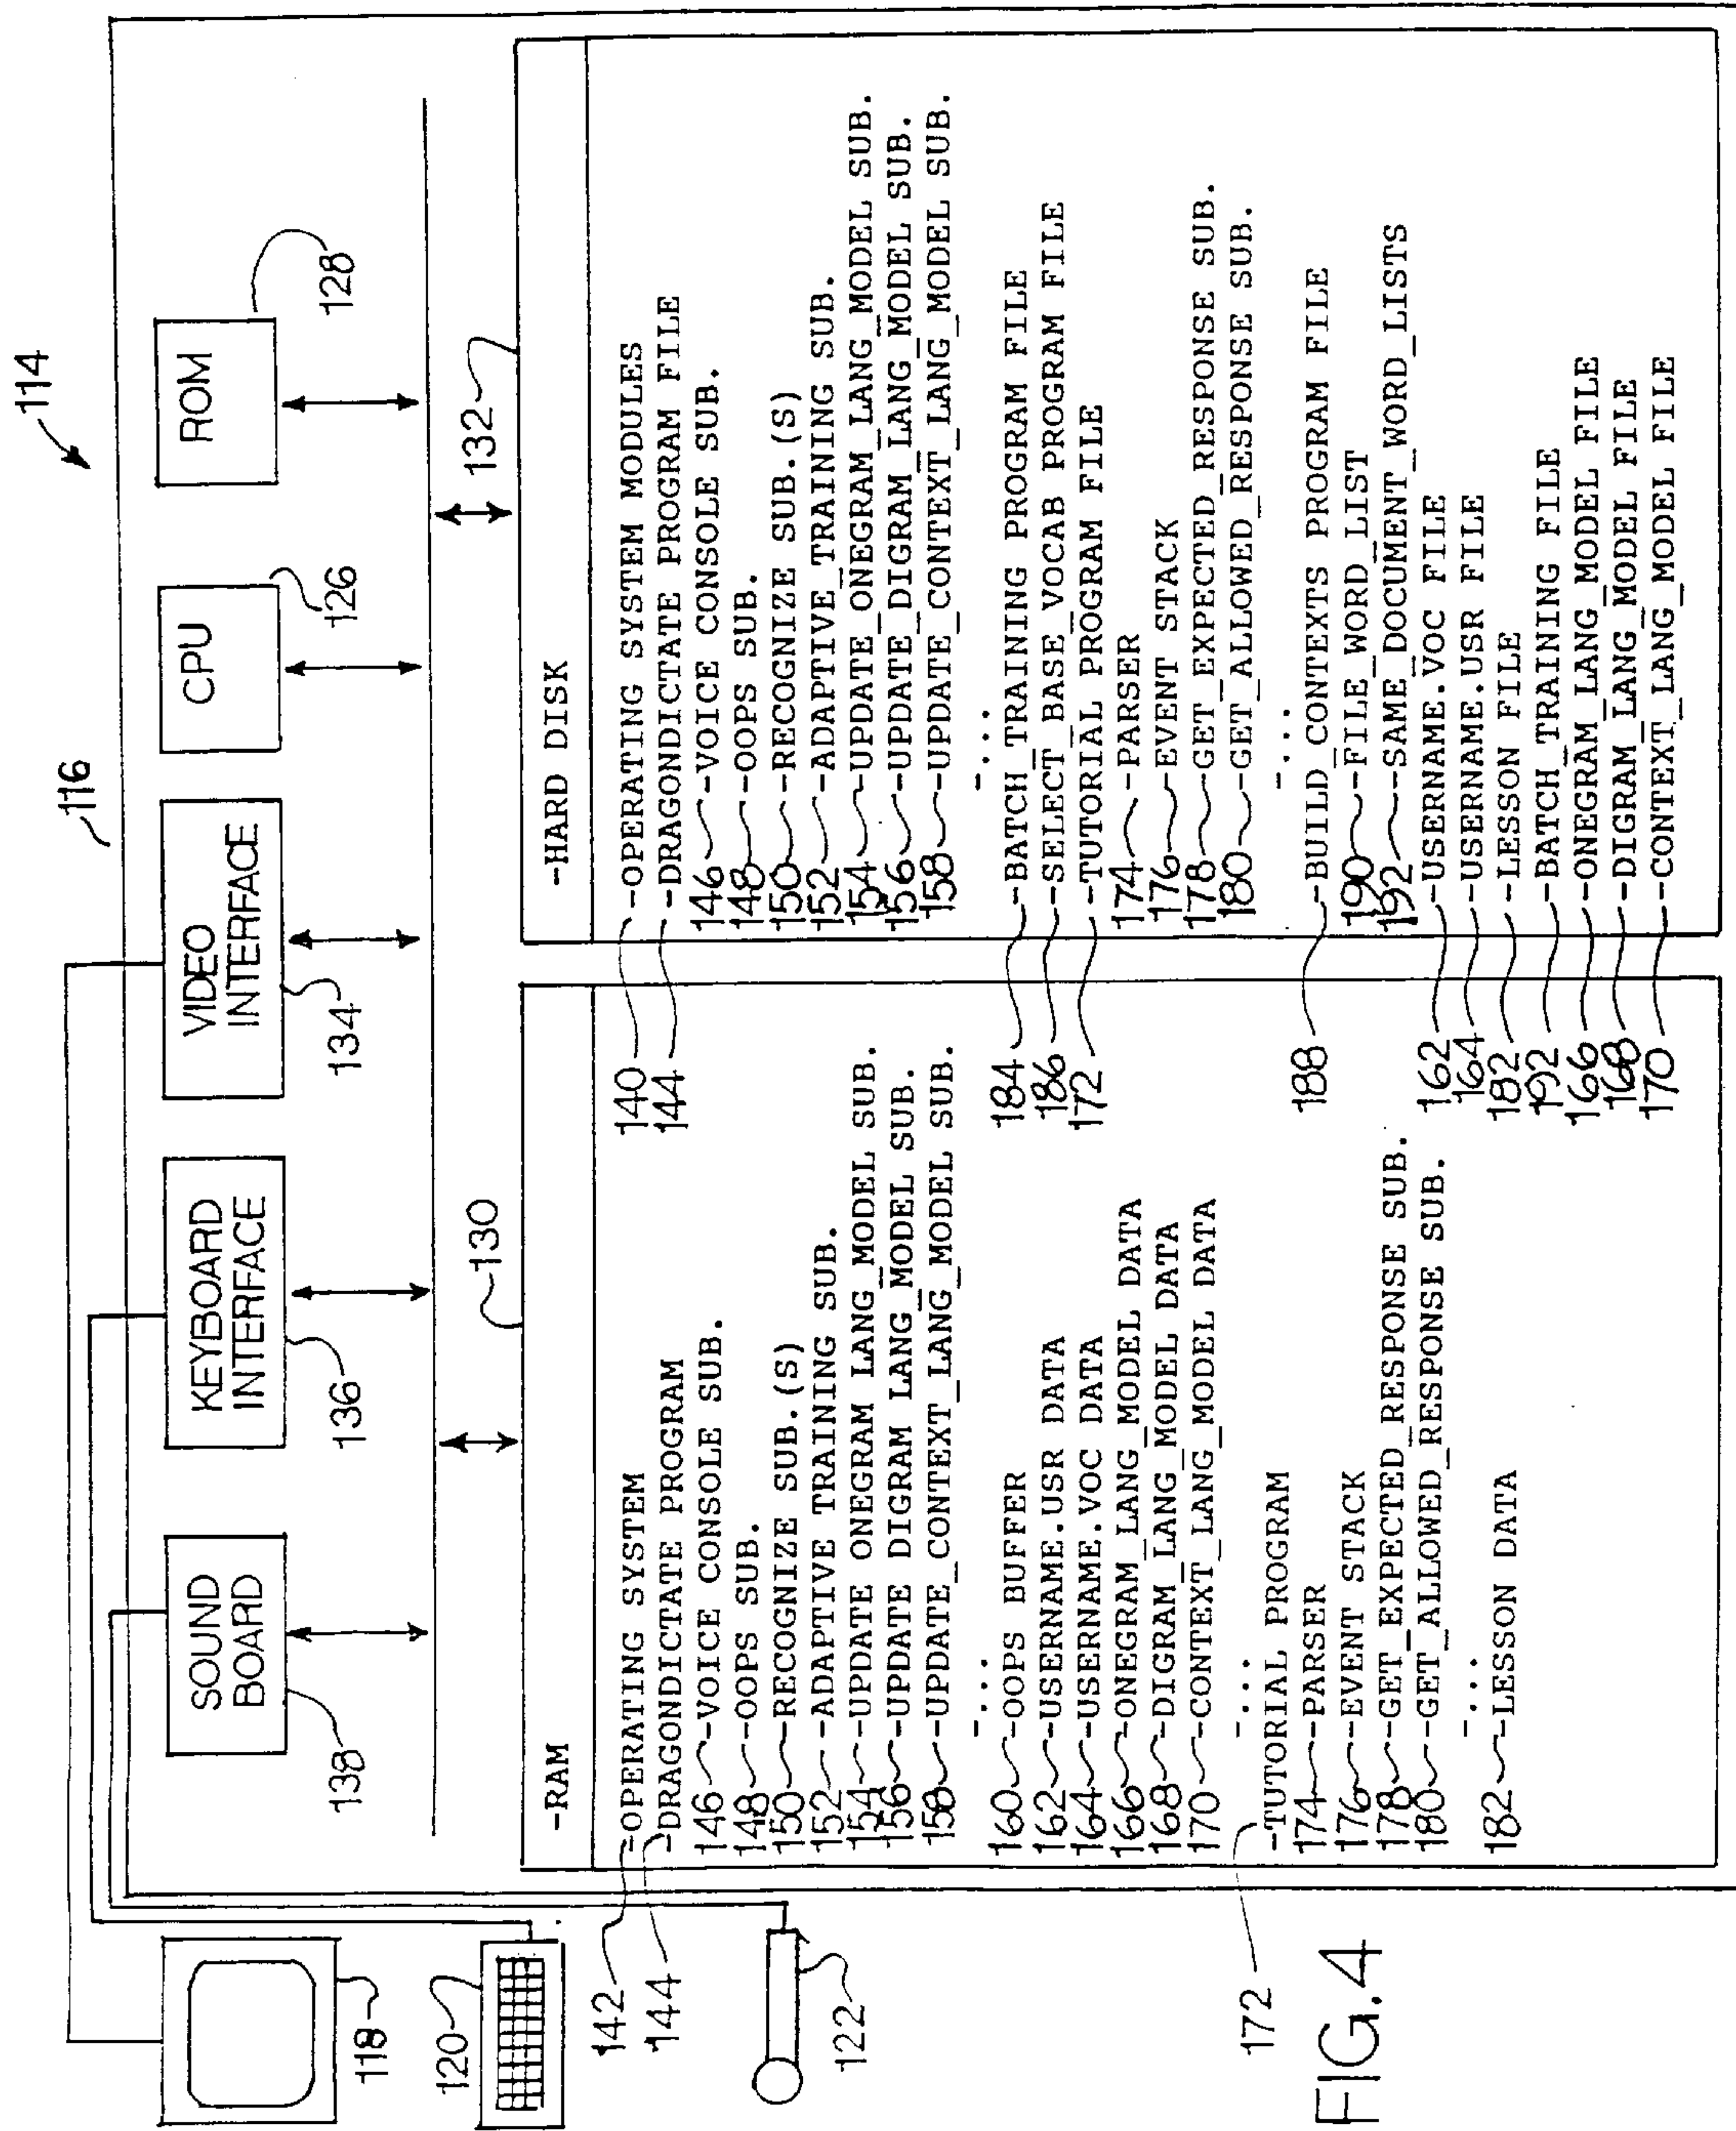 114
116
118
120
122
SOUND
BOARD
138
KEYBOARD
INTERFACE
136
VIDEO
INTERFACE
134
CPU
126
ROM
128
130
132
-RAM
142 -OPERATING SYSTEM
144 -DRAGONDICTATE PROGRAM
146 -VOICE CONSOLE SUB.
148 -OOPS SUB.
150 -RECOGNIZE SUB.(S)
152 -ADAPTIVE TRAINING SUB.
154 -UPDATE ONEGRAM LANG_MODEL SUB.
156 -UPDATE DIGRAM LANG_MODEL SUB.
158 -UPDATE_CONTEXT_LANG_MODEL SUB.
-...
160 -OOPS BUFFER
162 -USERNAME.USR DATA
164 -USERNAME.VOC DATA
166 -ONEGRAM_LANG_MODEL DATA
168 -DIGRAM_LANG_MODEL DATA
170 -CONTEXT_LANG_MODEL DATA
-...
172 -TUTORIAL PROGRAM
174 -PARSER
176 -EVENT STACK
178 -GET_EXPECTED_RESPONSE SUB.
180 -GET_ALLOWED_RESPONSE SUB.
-...
182 -LESSON DATA
-HARD DISK
140 -OPERATING SYSTEM MODULES
144 -DRAGONDICTATE PROGRAM FILE
146 -VOICE CONSOLE SUB.
148 -OOPS SUB.
150 -RECOGNIZE SUB.(S)
152 -ADAPTIVE_TRAINING SUB.
154 -UPDATE_ONEGRAM_LANG_MODEL SUB.
156 -UPDATE_DIGRAM_LANG_MODEL SUB.
158 -UPDATE_CONTEXT_LANG_MODEL SUB.
-...
184 -BATCH_TRAINING PROGRAM FILE
186 -SELECT_BASE_VOCAB PROGRAM FILE
172 -TUTORIAL PROGRAM FILE
174 -PARSER
176 -EVENT STACK
178 -GET_EXPECTED_RESPONSE SUB.
180 -GET_ALLOWED_RESPONSE SUB.
-...
188 -BUILD_CONTEXTS PROGRAM FILE
190 -FILE_WORD_LIST
192 -SAME_DOCUMENT_WORD_LISTS
162 -USERNAME.VOC FILE
164 -USERNAME.USR FILE
182 -LESSON FILE
192 -BATCH_TRAINING FILE
166 -ONEGRAM_LANG_MODEL FILE
168 -DIGRAM_LANG_MODEL FILE
170 -CONTEXT_LANG_MODEL FILE
FIG.4